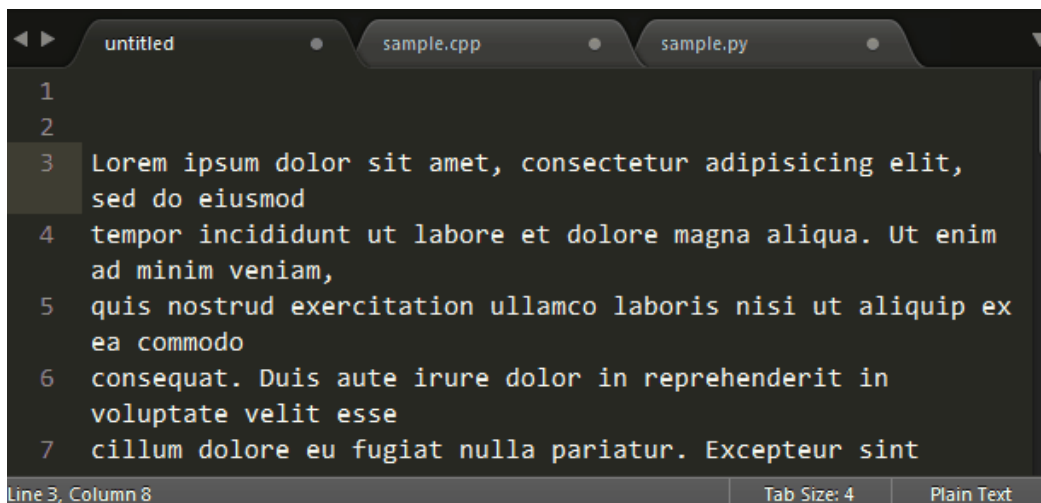 untitled sample.cpp sample.py
1
2
3 Lorem ipsum dolor sit amet, consectetur adipisicing elit,
sed do eiusmod
4 tempor incididunt ut labore et dolore magna aliqua. Ut enim
ad minim veniam,
5 quis nostrud exercitation ullamco laboris nisi ut aliquip ex
ea commodo
6 consequat. Duis aute irure dolor in reprehenderit in
voluptate velit esse
7 cillum dolore eu fugiat nulla pariatur. Excepteur sint
Line 3, Column 8 Tab Size: 4 Plain Text